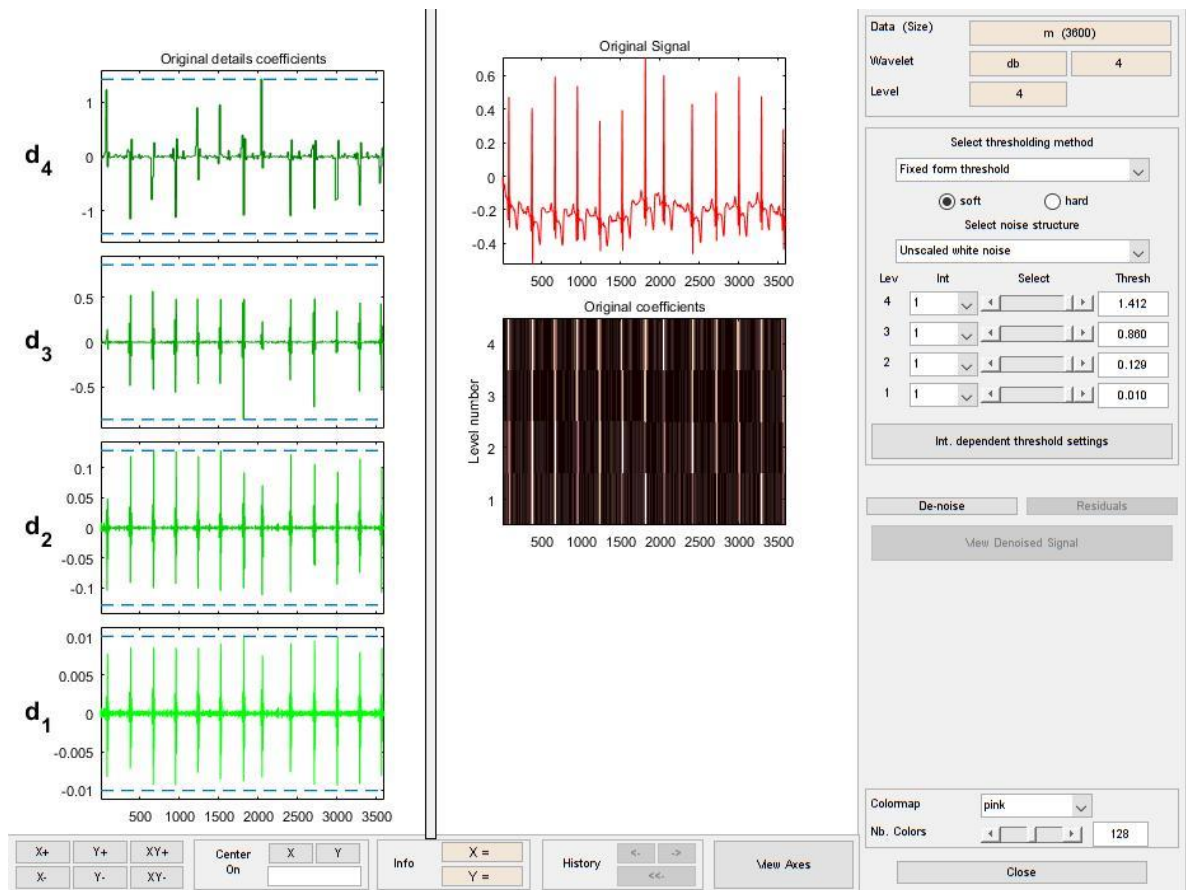 Original details coefficients
d4
1
0
-1
d3
0.5
0
-0.5
d2
0.1
0.05
0
-0.05
-0.1
d1
0.01
0.005
0
-0.005
-0.01
500 1000 1500 2000 2500 3000 3500
Original Signal
0.6
0.4
0.2
0
-0.2
-0.4
500 1000 1500 2000 2500 3000 3500
Original coefficients
Level number
4
3
2
1
500 1000 1500 2000 2500 3000 3500
Data (Size) m (3600)
Wavelet db 4
Level 4
Select thresholding method
Fixed form threshold
soft hard
Select noise structure
Unscaled white noise
Lev Int Select Thresh
4 1 1.412
3 1 0.860
2 1 0.129
1 1 0.010
Int. dependent threshold settings
De-noise Residuals
View Denoised Signal
Colormap pink
Nb. Colors 128
Close
X+ Y+ XY+
X- Y- XY-
Center On X Y
Info X =
Y =
History <- ->
<<-
View Axes